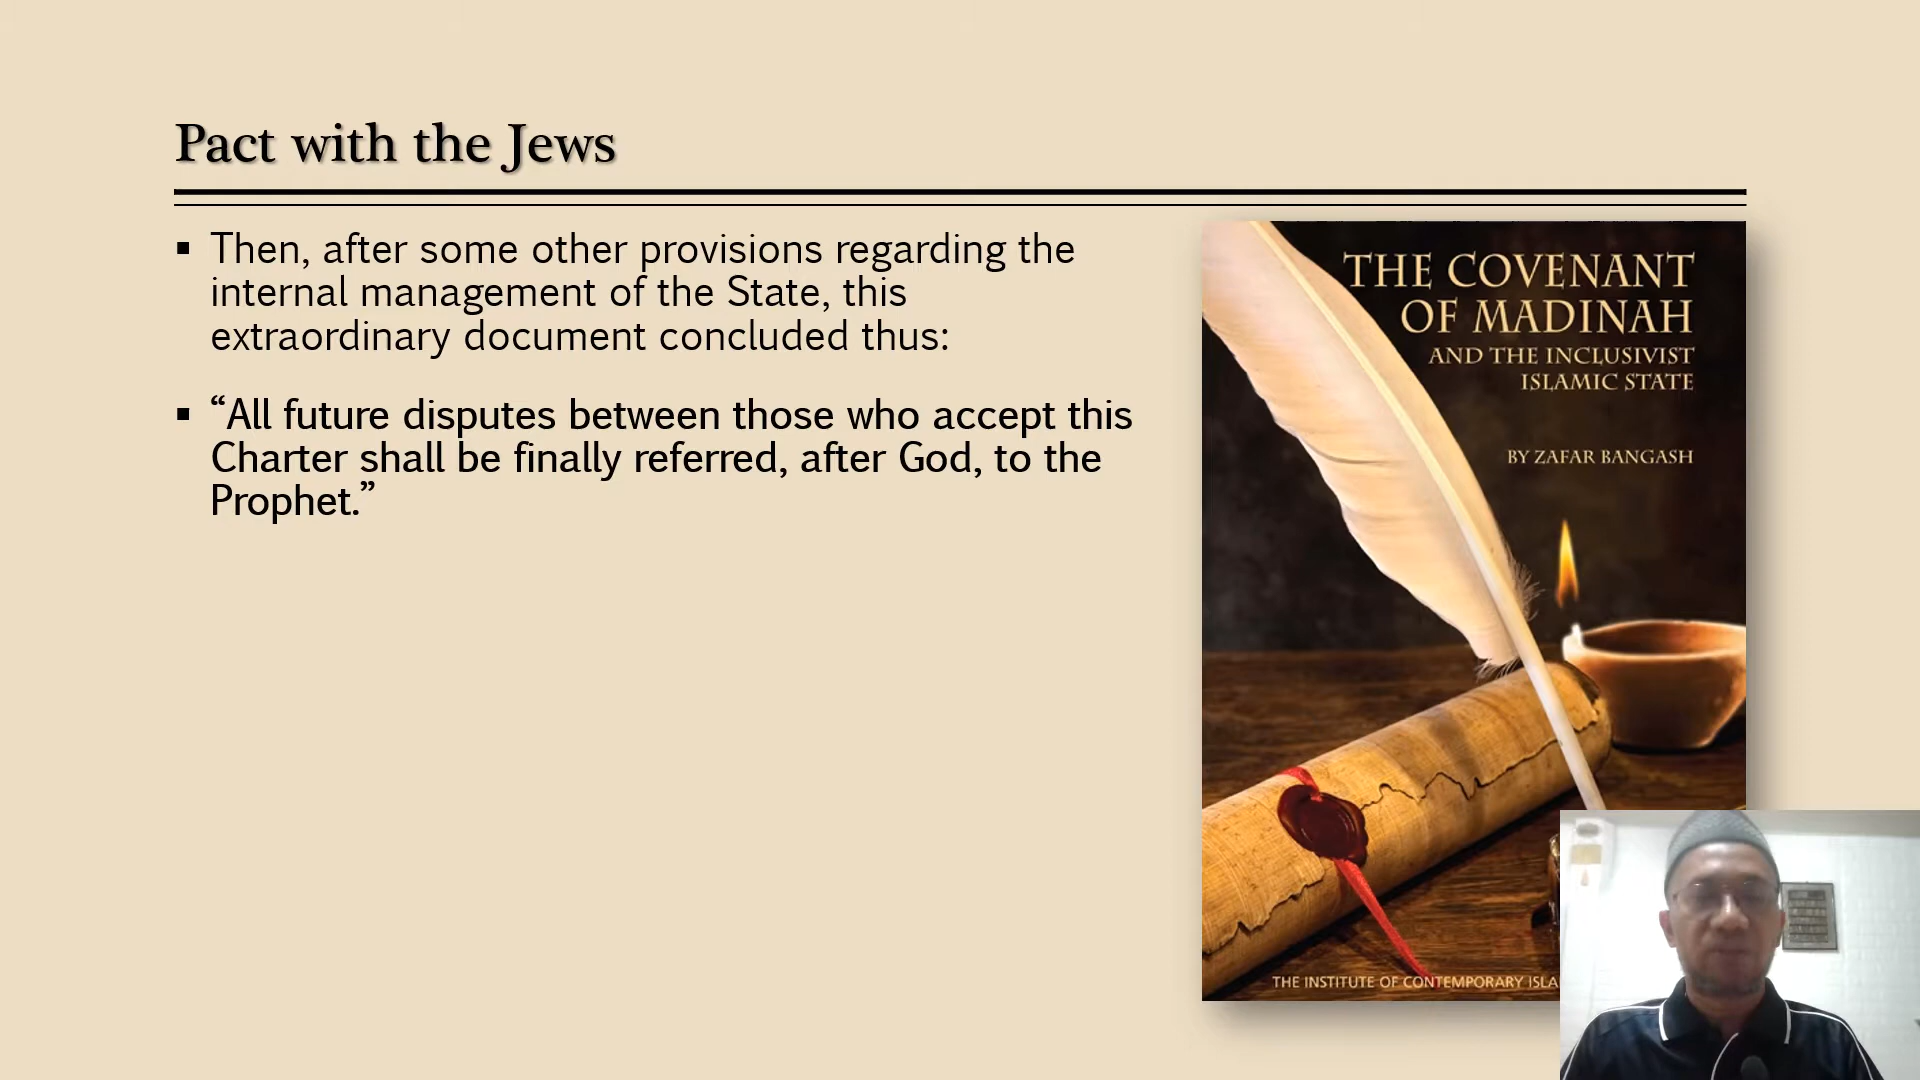 Pact with the Jews
▪ Then, after some other provisions regarding the
internal management of the State, this
extraordinary document concluded thus:
▪ “All future disputes between those who accept this
Charter shall be finally referred, after God, to the
Prophet.”
THE COVENANT
OF MADINAH
AND THE INCLUSIVIST
ISLAMIC STATE
BY ZAFAR BANGASH
THE INSTITUTE OF CONTEMPORARY ISLA